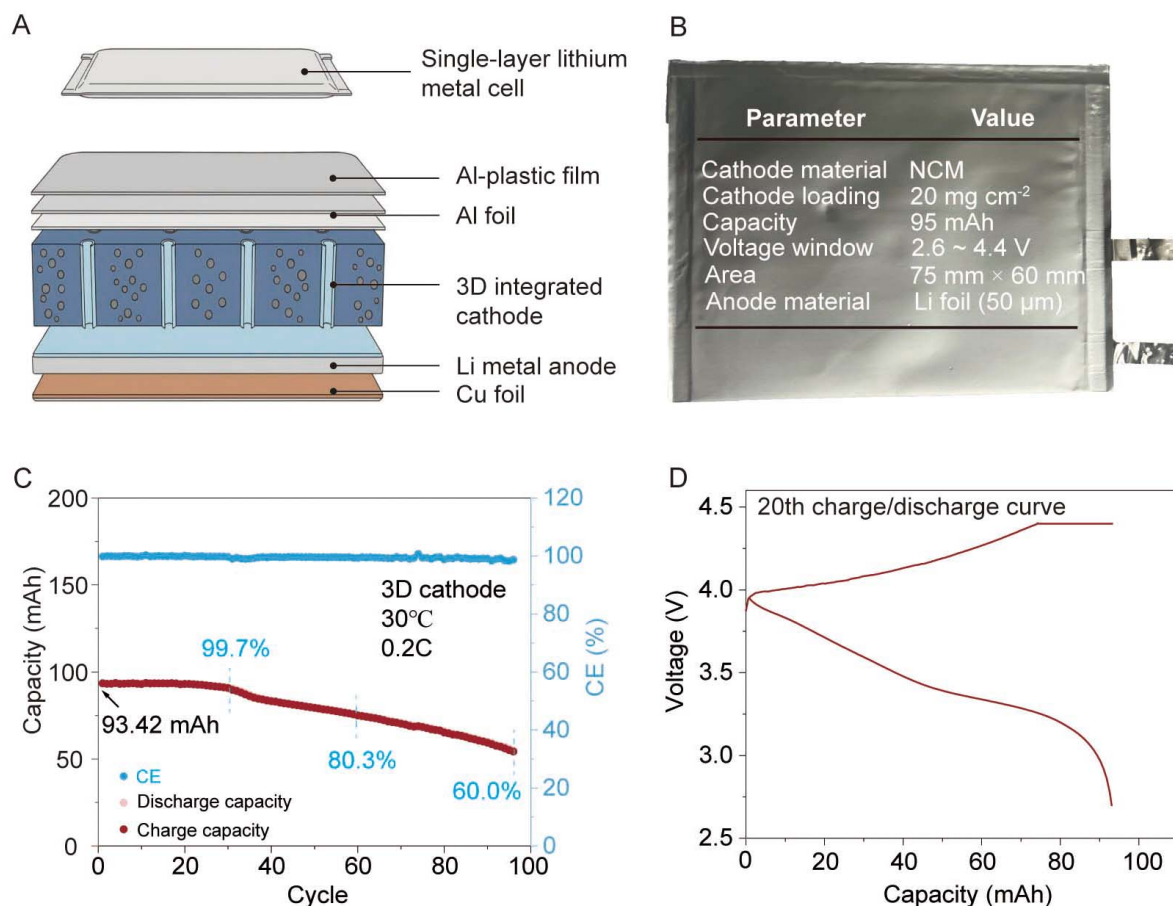 A
Single-layer lithium
metal cell
Al-plastic film
Al foil
3D integrated
cathode
Li metal anode
Cu foil
B
Parameter Value
Cathode material NCM
Cathode loading 20 mg cm⁻²
Capacity 95 mAh
Voltage window 2.6 ~ 4.4 V
Area 75 mm × 60 mm
Anode material Li foil (50 µm)
C
200
150
100
50
0
Capacity (mAh)
0 20 40 60 80 100
Cycle
120
100
80
60
40
20
0
CE (%)
3D cathode
30℃
0.2C
99.7%
93.42 mAh
80.3%
60.0%
CE
Discharge capacity
Charge capacity
D
20th charge/discharge curve
4.5
4.0
3.5
3.0
2.5
Voltage (V)
0 20 40 60 80 100
Capacity (mAh)